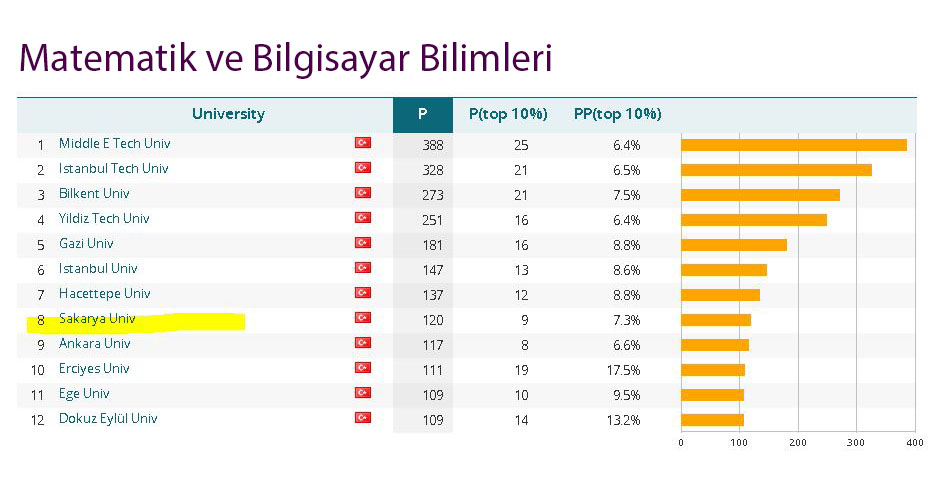 Matematik ve Bilgisayar Bilimleri
University P P(top 10%) PP(top 10%)
1 Middle E Tech Univ 388 25 6.4%
2 Istanbul Tech Univ 328 21 6.5%
3 Bilkent Univ 273 21 7.5%
4 Yildiz Tech Univ 251 16 6.4%
5 Gazi Univ 181 16 8.8%
6 Istanbul Univ 147 13 8.6%
7 Hacettepe Univ 137 12 8.8%
8 Sakarya Univ 120 9 7.3%
9 Ankara Univ 117 8 6.6%
10 Erciyes Univ 111 19 17.5%
11 Ege Univ 109 10 9.5%
12 Dokuz Eylül Univ 109 14 13.2%
0 100 200 300 400